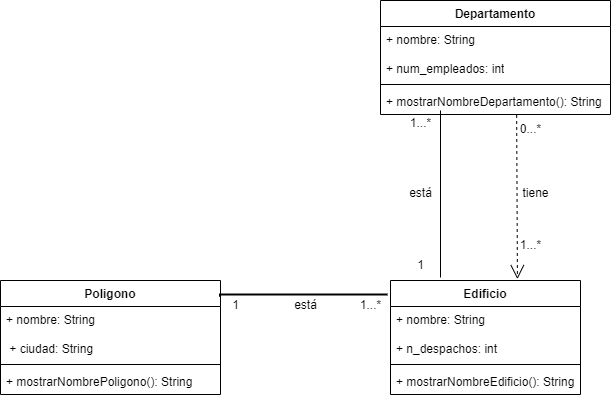 Departamento
+ nombre: String
+ num_empleados: int
+ mostrarNombreDepartamento(): String
1...*
0...*
está
tiene
1...*
1
Poligono
+ nombre: String
+ ciudad: String
+ mostrarNombrePoligono(): String
1
está
1...*
Edificio
+ nombre: String
+ n_despachos: int
+ mostrarNombreEdificio(): String